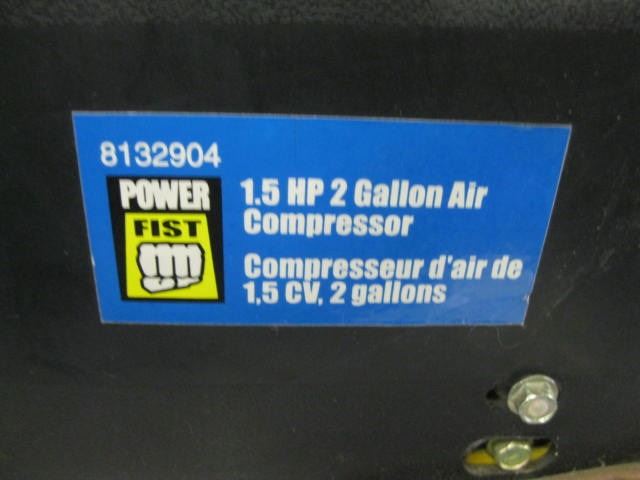 8132904
POWER
FIST
1.5 HP 2 Gallon Air
Compressor
Compresseur d'air de
1,5 CV, 2 gallons